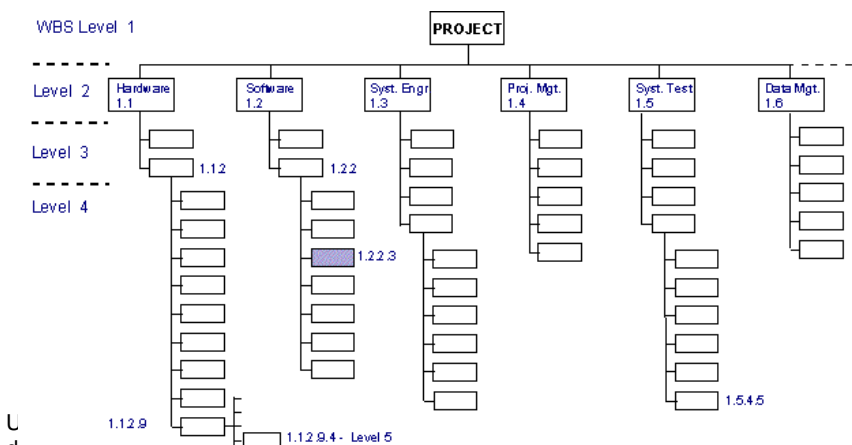 WBS Level 1
PROJECT
Level 2
Hardware
1.1
Software
1.2
Syst. Engr
1.3
Proj. Mgt.
1.4
Syst. Test
1.5
Data Mgt.
1.6
Level 3
1.1.2
1.2.2
Level 4
1.2.2.3
1.1.2.9
1.5.4.5
1.1.2.9.4 - Level 5